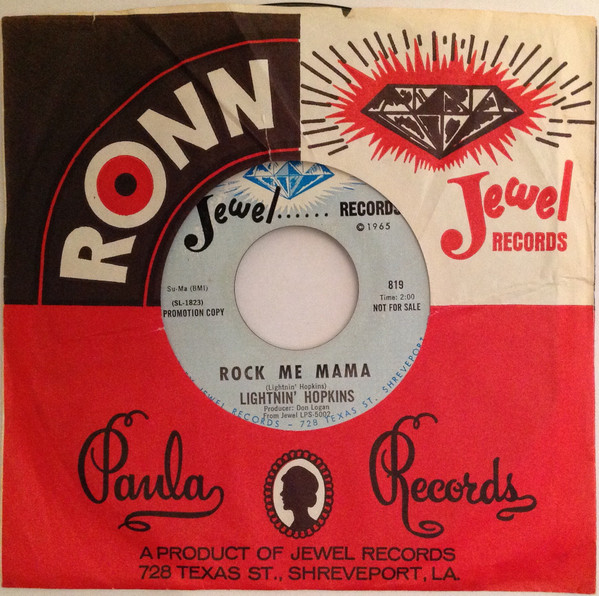 RONN
Jewel
RECORDS
Jewel...... RECORDS
© 1965
Su-Ma (BMI)
(SL-1823)
PROMOTION COPY
819
Time: 2:00
NOT FOR SALE
ROCK ME MAMA
(Lightnin' Hopkins)
LIGHTNIN' HOPKINS
Producer: Don Logan
From Jewel LPS-5002
JEWEL RECORDS - 728 TEXAS ST., SHREVEPORT
Paula Records
A PRODUCT OF JEWEL RECORDS
728 TEXAS ST., SHREVEPORT, LA.